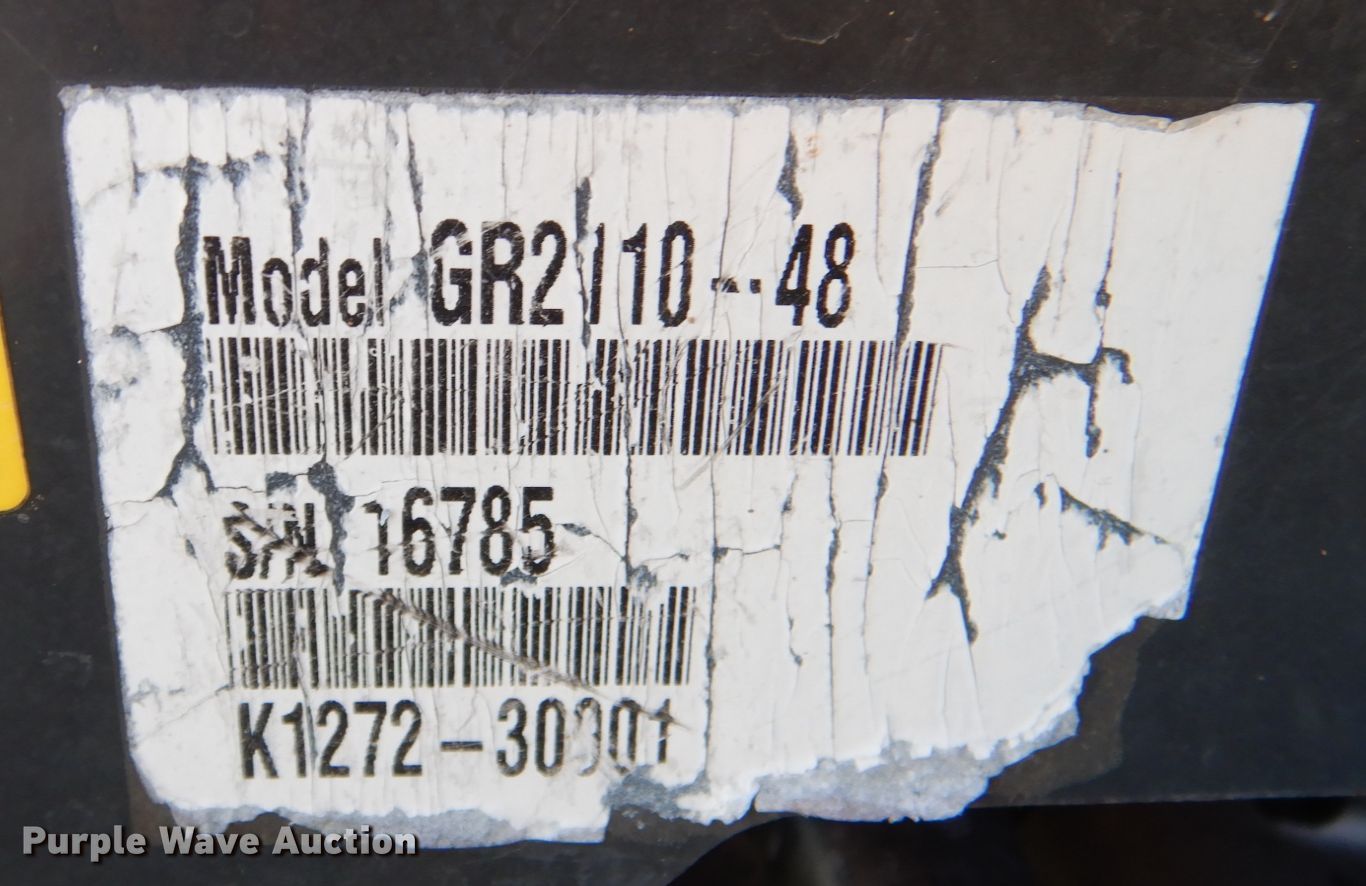 Model GR2110-48
S/N 16785
K1272-30001
Purple Wave Auction